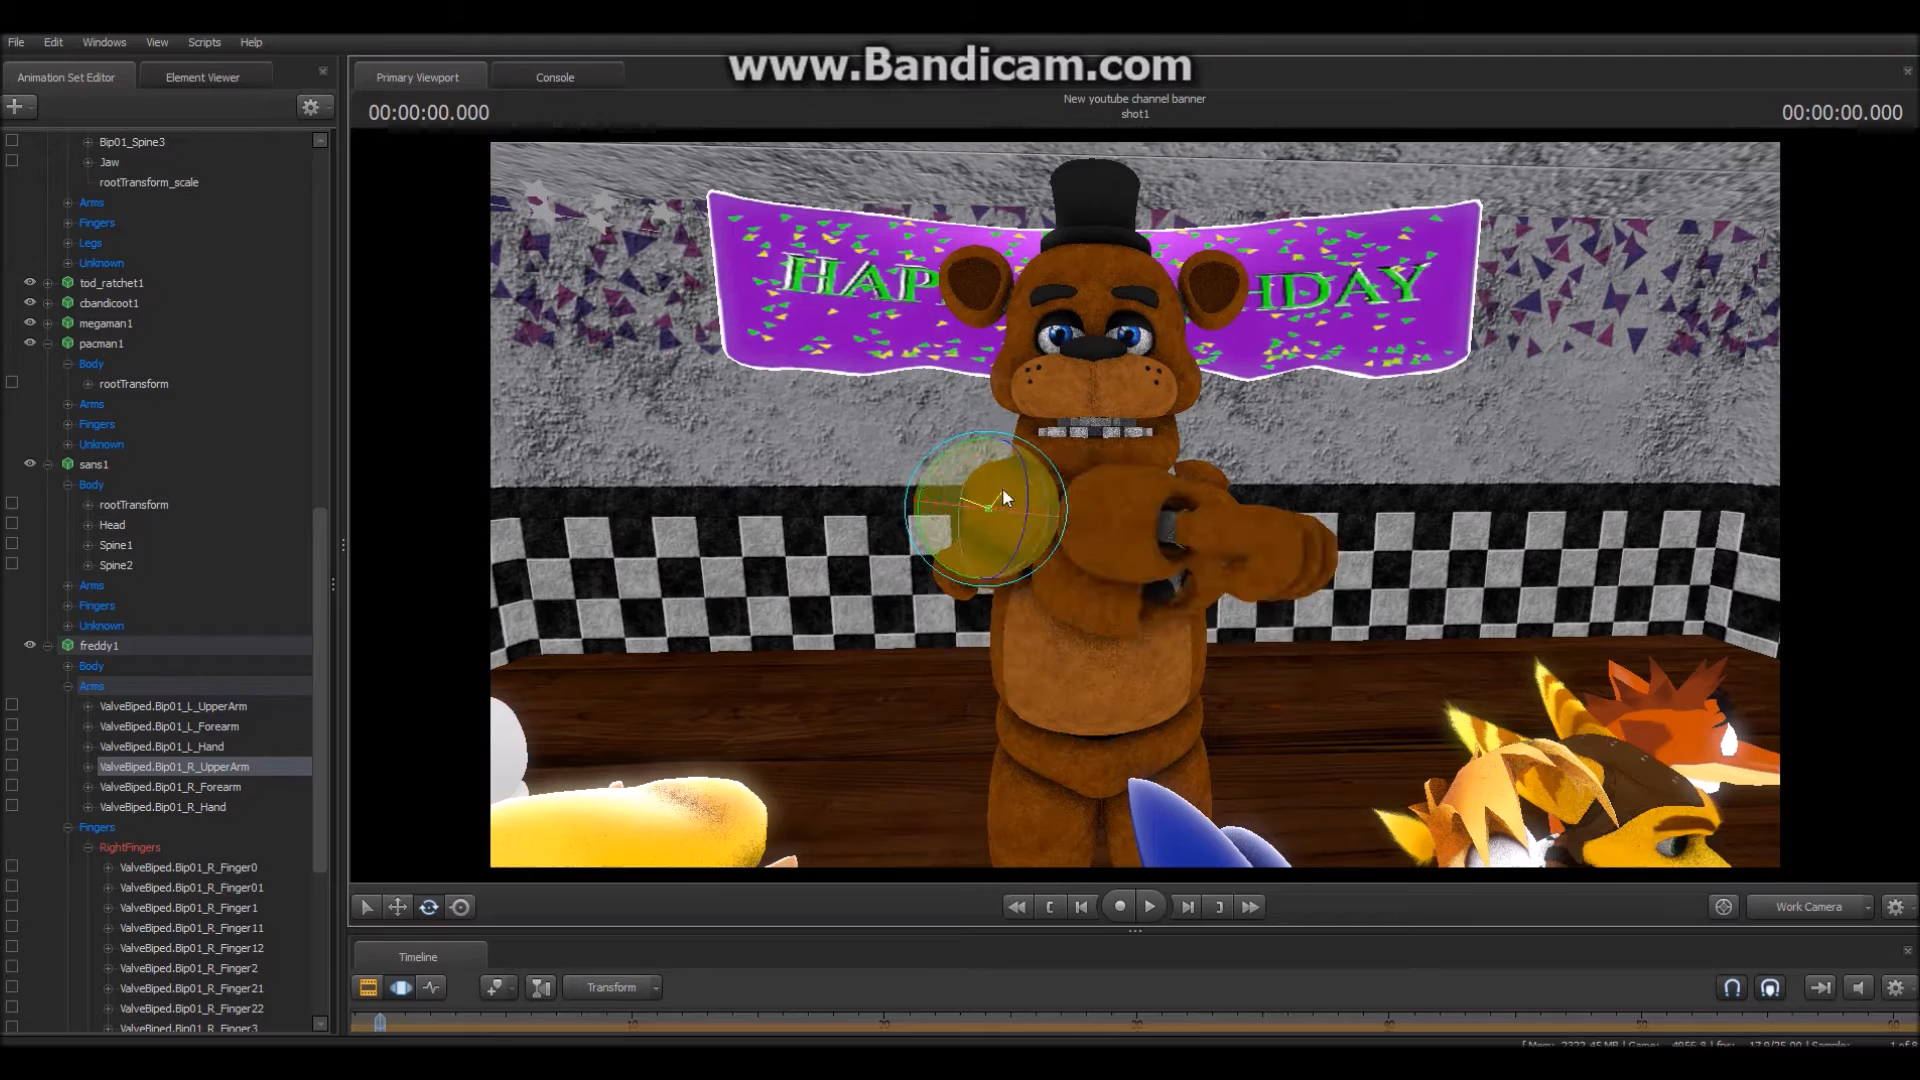 www.Bandicam.com
File Edit Windows View Scripts Help
Animation Set Editor Element Viewer
Primary Viewport Console
00:00:00.000
New youtube channel banner
shot1
00:00:00.000
Bip01_Spine3
Jaw
rootTransform_scale
Arms
Fingers
Legs
Unknown
tod_ratchet1
cbandicoot1
megaman1
pacman1
Body
rootTransform
Arms
Fingers
Unknown
sans1
Body
rootTransform
Head
Spine1
Spine2
Arms
Fingers
Unknown
freddy1
Body
Arms
ValveBiped.Bip01_L_UpperArm
ValveBiped.Bip01_L_Forearm
ValveBiped.Bip01_L_Hand
ValveBiped.Bip01_R_UpperArm
ValveBiped.Bip01_R_Forearm
ValveBiped.Bip01_R_Hand
Fingers
RightFingers
ValveBiped.Bip01_R_Finger0
ValveBiped.Bip01_R_Finger01
ValveBiped.Bip01_R_Finger1
ValveBiped.Bip01_R_Finger11
ValveBiped.Bip01_R_Finger12
ValveBiped.Bip01_R_Finger2
ValveBiped.Bip01_R_Finger21
ValveBiped.Bip01_R_Finger22
ValveBiped.Bip01_R_Finger3
HAP HDAY
Work Camera
Timeline
Transform